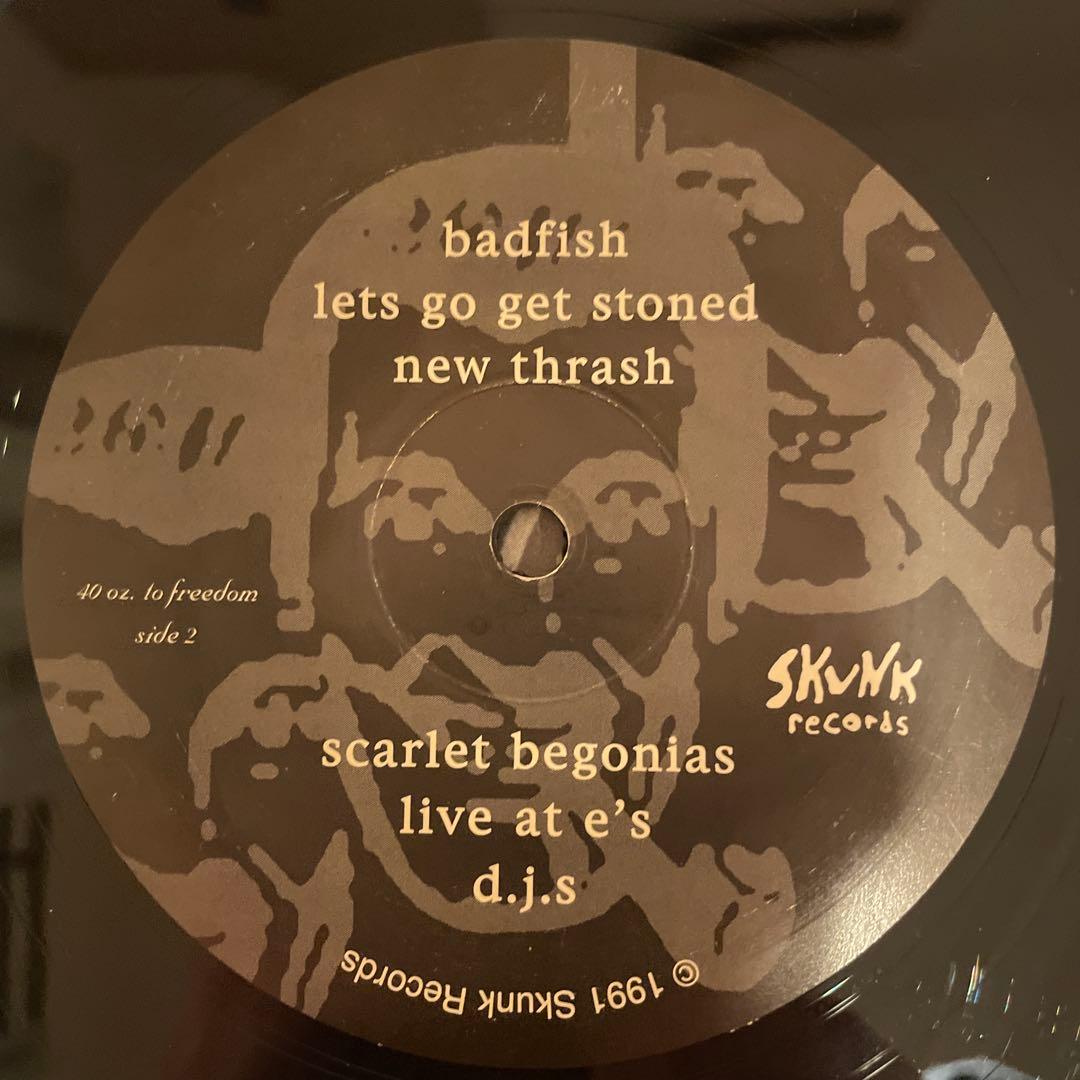 badfish
lets go get stoned
new thrash
40 oz. to freedom
side 2
SKUNK
records
scarlet begonias
live at e's
d.j.s
© 1991 Skunk Records